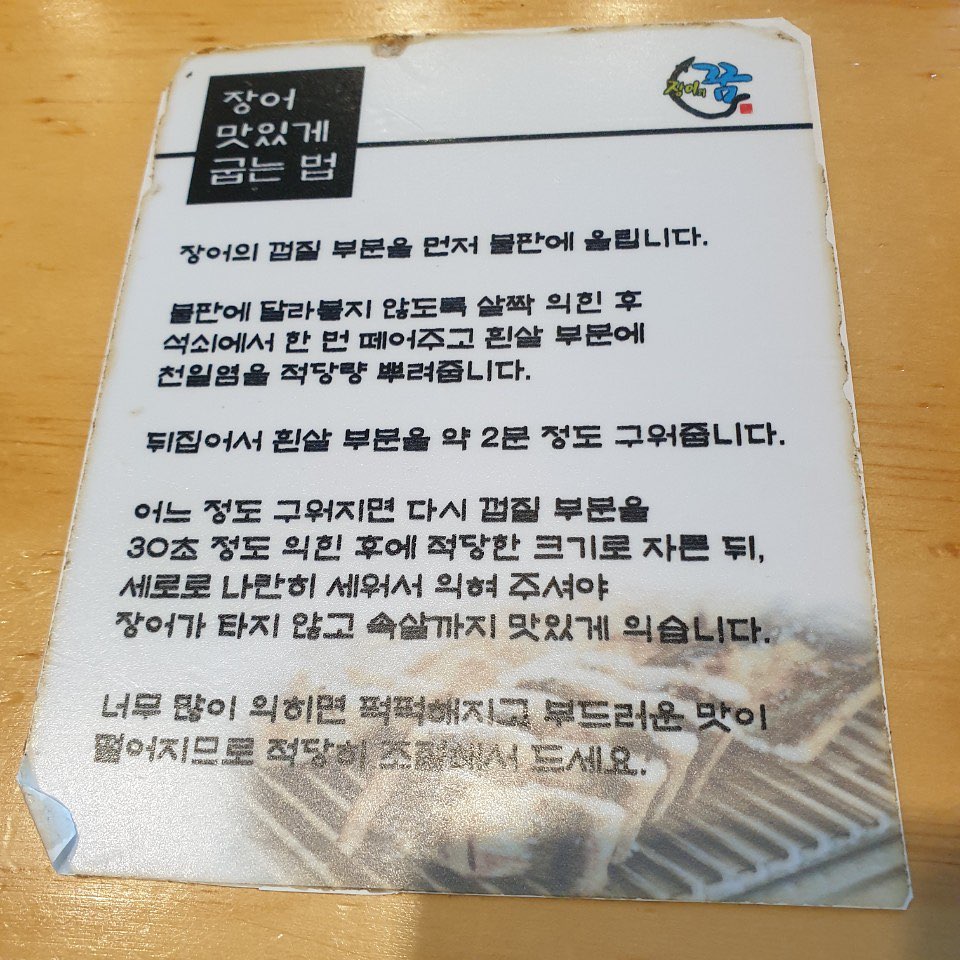 장어
맛있게
굽는 법
장어의 꿈
장어의 껍질 부분을 먼저 불판에 올립니다.
불판에 달라붙지 않도록 살짝 익힌 후
석쇠에서 한 번 떼어주고 흰살 부분에
천일염을 적당량 뿌려줍니다.
뒤집어서 흰살 부분을 약 2분 정도 구워줍니다.
어느 정도 구워지면 다시 껍질 부분을
30초 정도 익힌 후에 적당한 크기로 자른 뒤,
세로로 나란히 세워서 익혀 주셔야
장어가 타지 않고 속살까지 맛있게 익습니다.
너무 많이 익히면 퍽퍽해지고 부드러운 맛이
떨어지므로 적당히 조절해서 드세요.